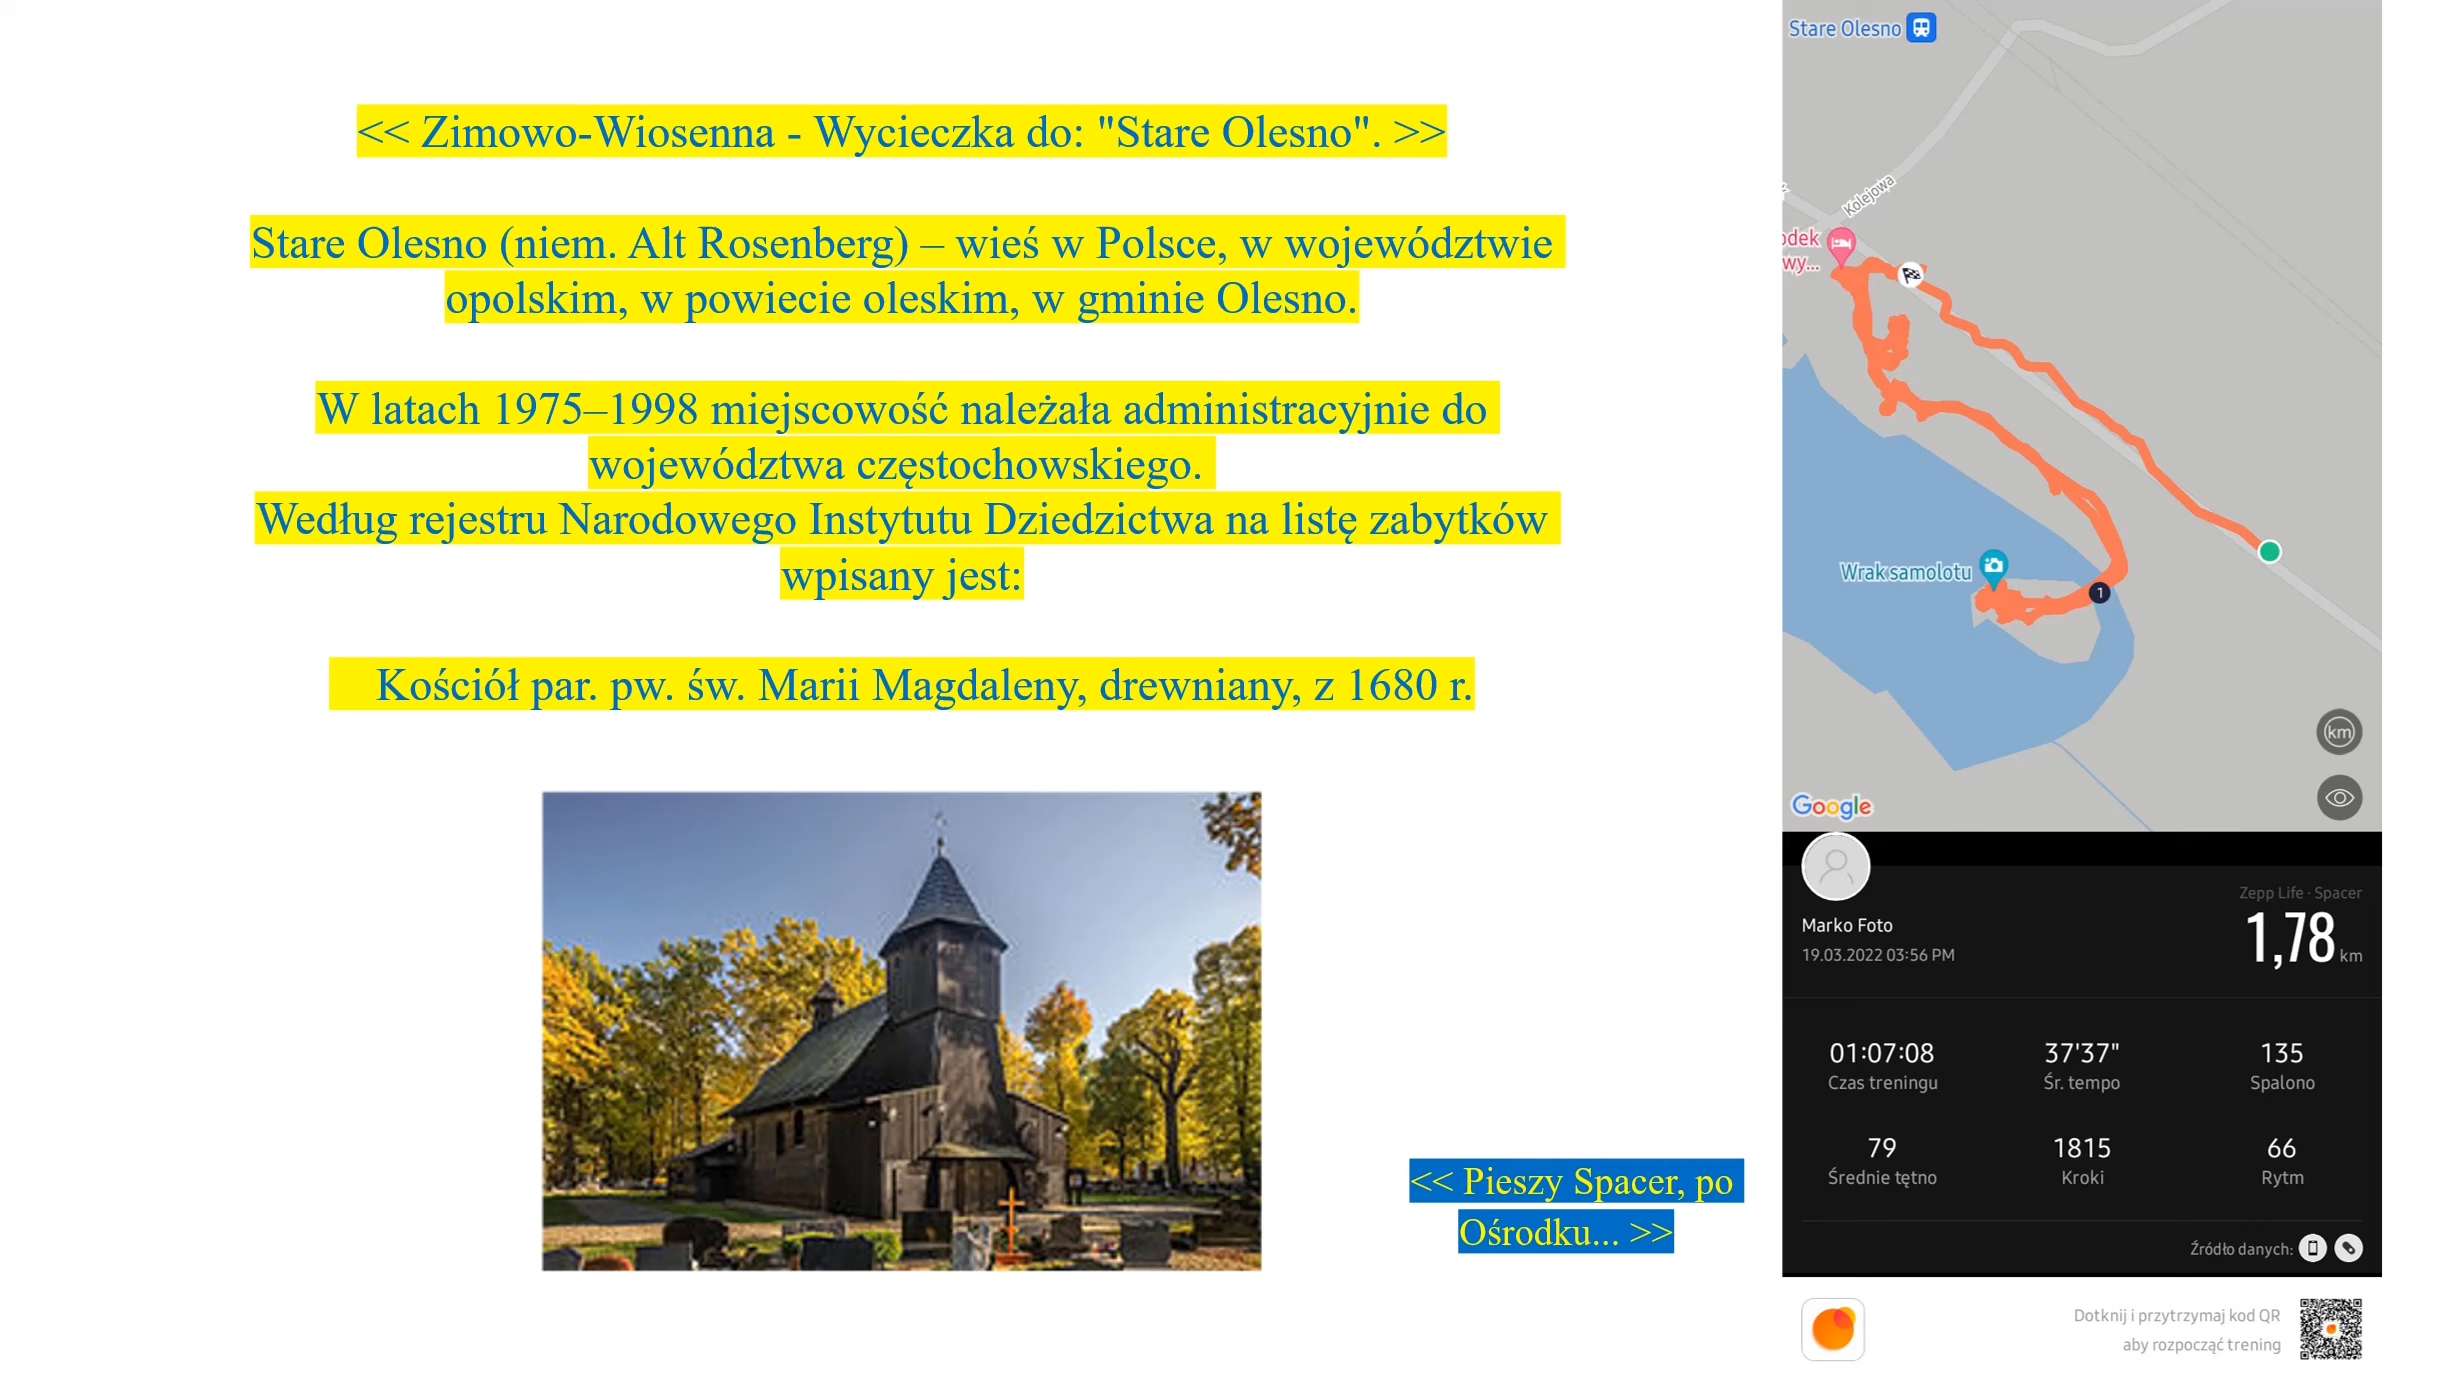 << Zimowo-Wiosenna - Wycieczka do: "Stare Olesno". >>
Stare Olesno (niem. Alt Rosenberg) – wieś w Polsce, w województwie
opolskim, w powiecie oleskim, w gminie Olesno.
W latach 1975–1998 miejscowość należała administracyjnie do
województwa częstochowskiego.
Według rejestru Narodowego Instytutu Dziedzictwa na listę zabytków
wpisany jest:
Kościół par. pw. św. Marii Magdaleny, drewniany, z 1680 r.
<< Pieszy Spacer, po
Ośrodku... >>
Stare Olesno
Kolejowa
odek
wy...
Wrak samolotu
1
km
Google
Zepp Life · Spacer
Marko Foto
1,78 km
19.03.2022 03:56 PM
01:07:08 37'37" 135
Czas treningu Śr. tempo Spalono
79 1815 66
Średnie tętno Kroki Rytm
Źródło danych:
Dotknij i przytrzymaj kod QR
aby rozpocząć trening